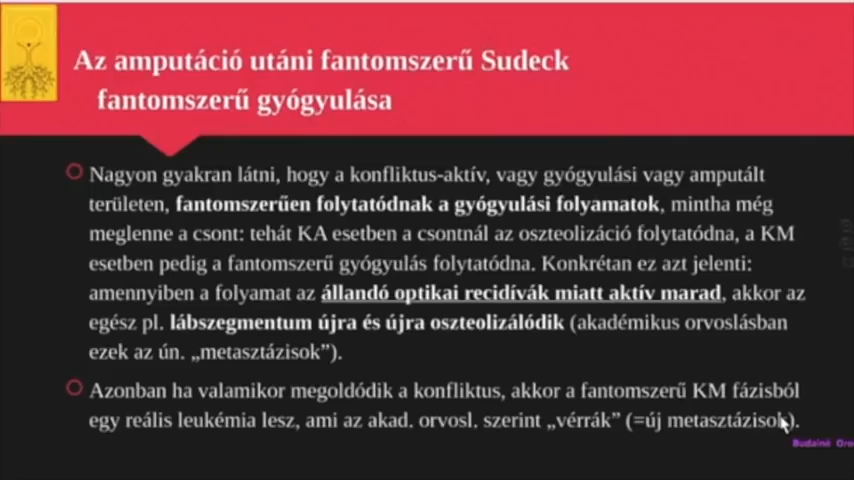 Az amputáció utáni fantomszerű Sudeck
fantomszerű gyógyulása
Nagyon gyakran látni, hogy a konfliktus-aktív, vagy gyógyulási vagy amputált
területen, fantomszerűen folytatódnak a gyógyulási folyamatok, mintha még
meglenne a csont: tehát KA esetben a csontnál az oszteolizáció folytatódna, a KM
esetben pedig a fantomszerű gyógyulás folytatódna. Konkrétan ez azt jelenti:
amennyiben a folyamat az állandó optikai recidívák miatt aktív marad, akkor az
egész pl. lábszegmentum újra és újra oszteolizálódik (akadémikus orvoslásban
ezek az ún. „metasztázisok”).
Azonban ha valamikor megoldódik a konfliktus, akkor a fantomszerű KM fázisból
egy reális leukémia lesz, ami az akad. orvosl. szerint „vérrák” (=új metasztázisok).
Budainé